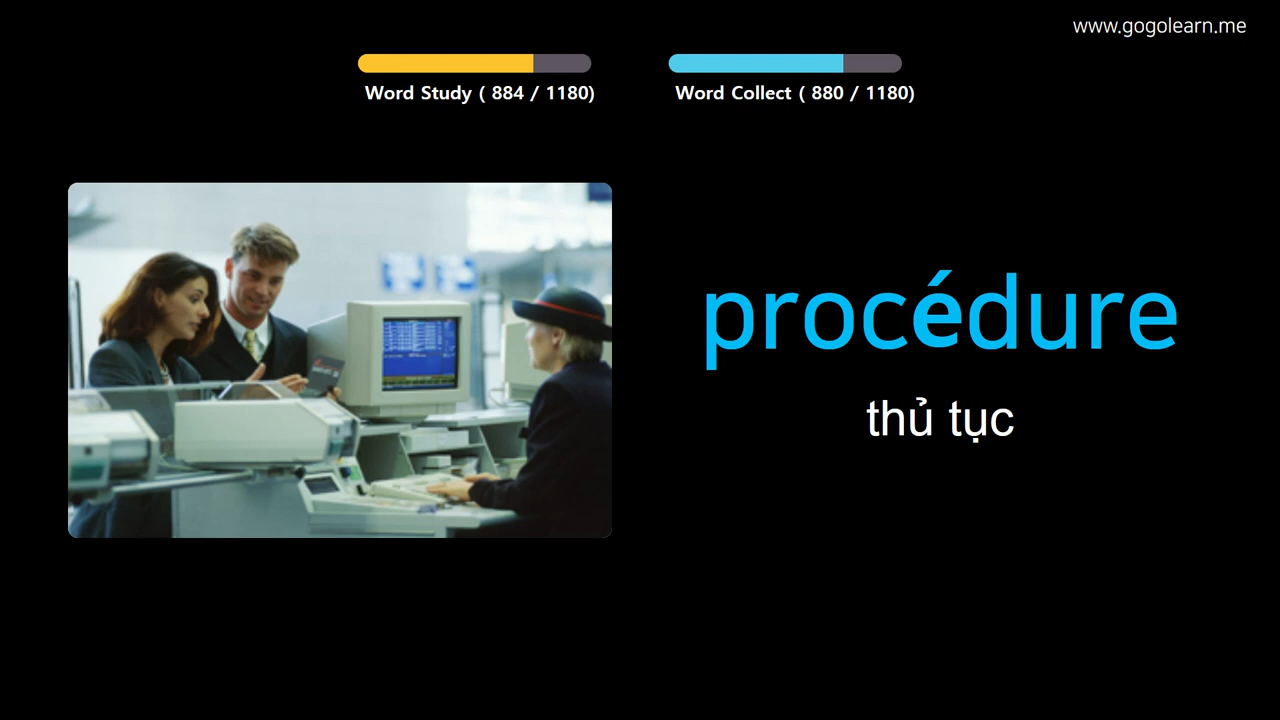 www.gogolearn.me
Word Study ( 884 / 1180)
Word Collect ( 880 / 1180)
procédure
thủ tục